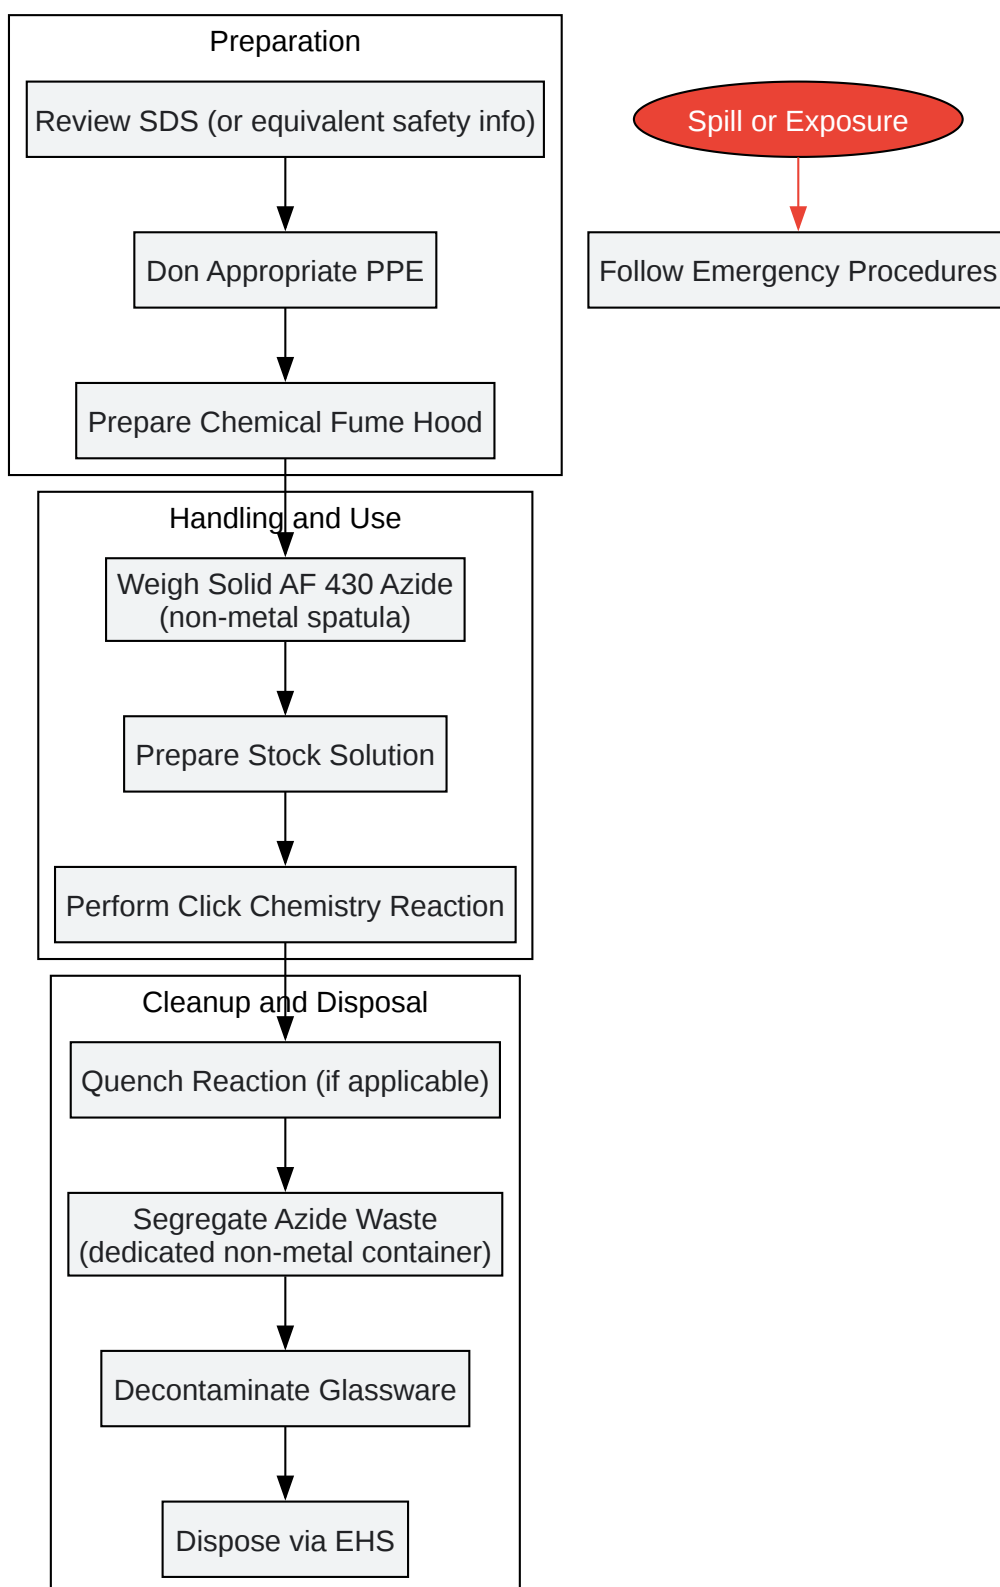 Preparation
Review SDS (or equivalent safety info)
Don Appropriate PPE
Prepare Chemical Fume Hood
Spill or Exposure
Follow Emergency Procedures
Handling and Use
Weigh Solid AF 430 Azide
(non-metal spatula)
Prepare Stock Solution
Perform Click Chemistry Reaction
Cleanup and Disposal
Quench Reaction (if applicable)
Segregate Azide Waste
(dedicated non-metal container)
Decontaminate Glassware
Dispose via EHS